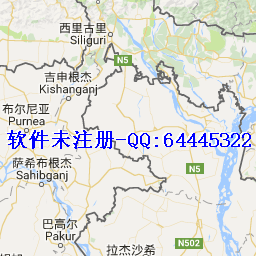 西里古里
Siliguri
N5
吉申根杰
Kishanganj
布尔尼亚
Purnea
软件未注册-QQ:64445322
N5
萨希布根杰
Sahibganj
巴高尔
Pakur
拉杰沙希
N502